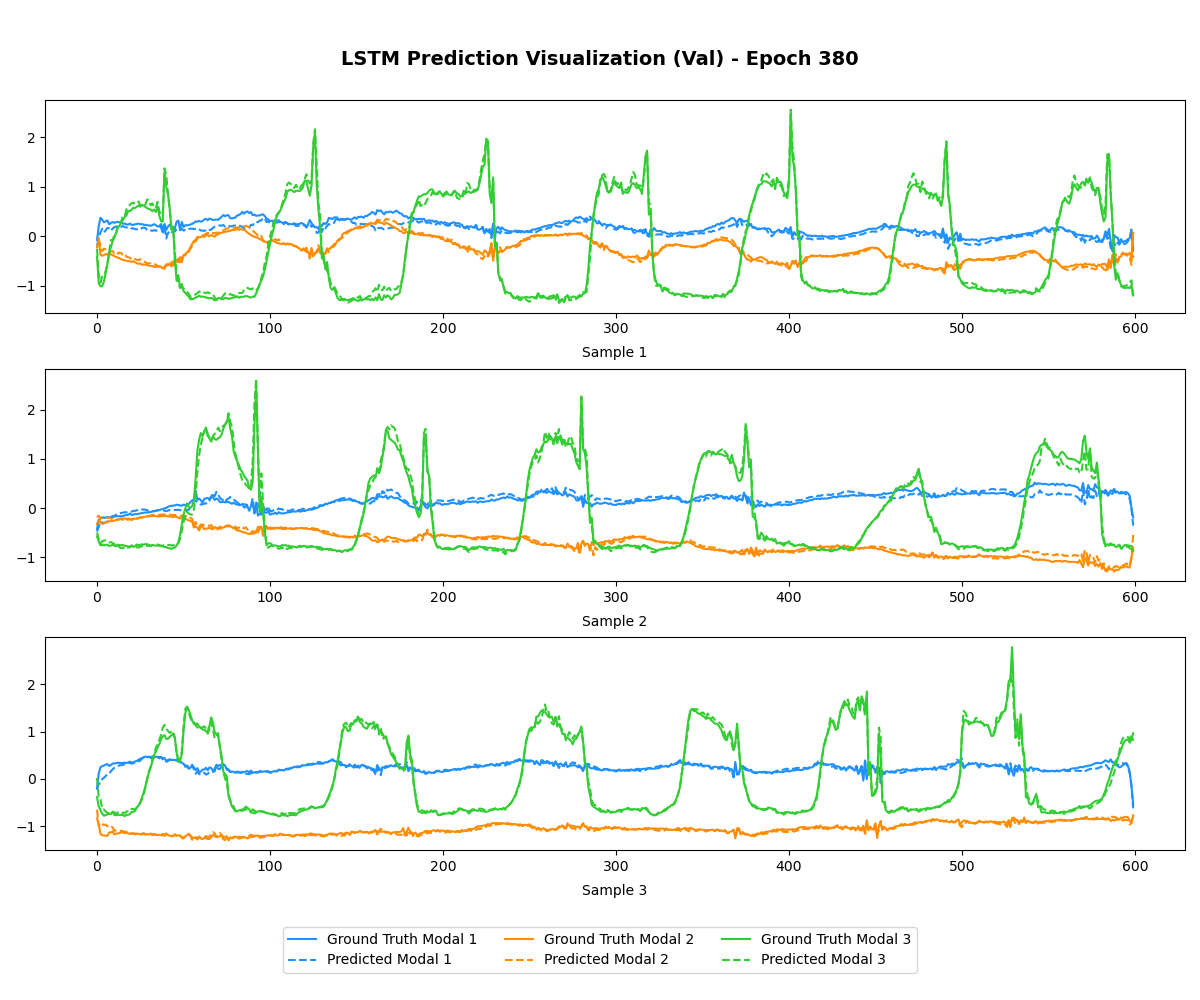 LSTM Prediction Visualization (Val) - Epoch 380
2
1
0
−1
0 100 200 300 400 500 600
Sample 1
2
1
0
−1
0 100 200 300 400 500 600
Sample 2
2
1
0
−1
0 100 200 300 400 500 600
Sample 3
Ground Truth Modal 1 Ground Truth Modal 2 Ground Truth Modal 3
Predicted Modal 1 Predicted Modal 2 Predicted Modal 3